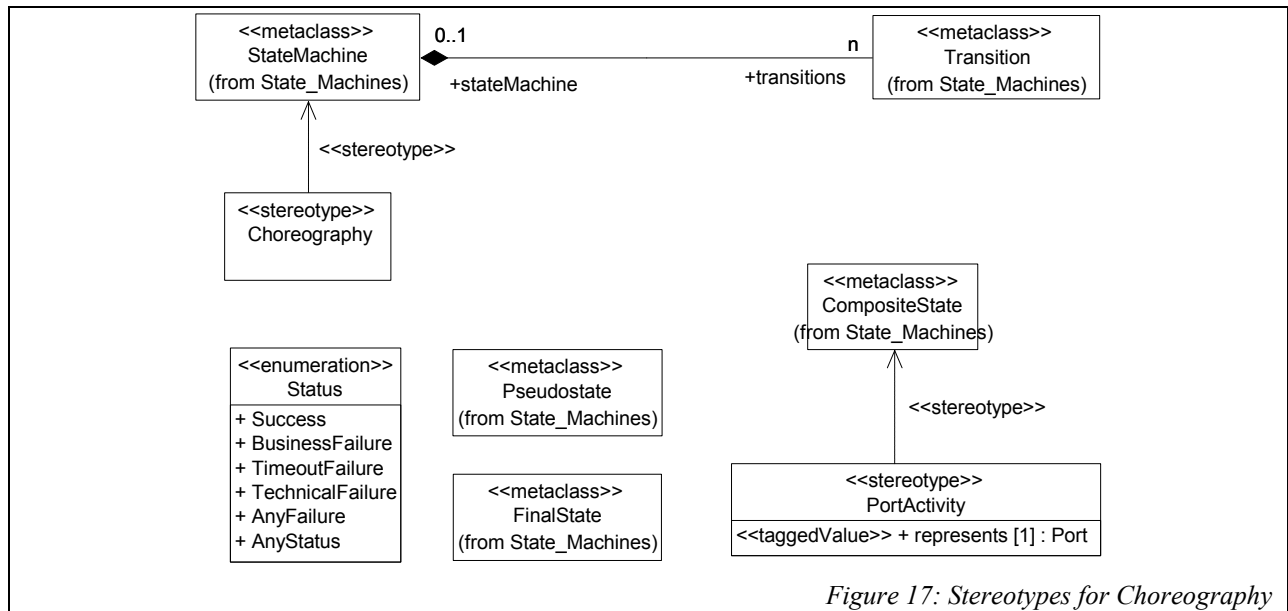 <<metaclass>>
StateMachine
(from State_Machines)
0..1
+stateMachine
n
+transitions
<<metaclass>>
Transition
(from State_Machines)
<<stereotype>>
<<stereotype>>
Choreography
<<metaclass>>
CompositeState
(from State_Machines)
<<enumeration>>
Status
+ Success
+ BusinessFailure
+ TimeoutFailure
+ TechnicalFailure
+ AnyFailure
+ AnyStatus
<<metaclass>>
Pseudostate
(from State_Machines)
<<metaclass>>
FinalState
(from State_Machines)
<<stereotype>>
<<stereotype>>
PortActivity
<<taggedValue>> + represents [1] : Port
Figure 17: Stereotypes for Choreography